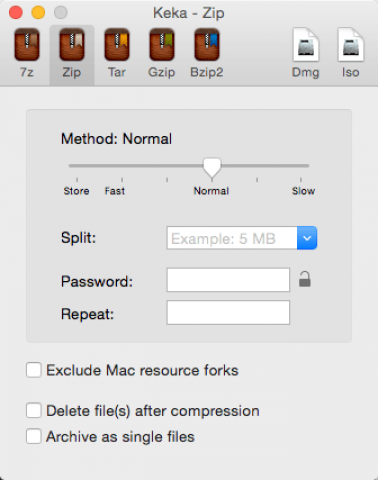 Keka - Zip
7z Zip Tar Gzip Bzip2 Dmg Iso
Method: Normal
Store Fast Normal Slow
Split: Example: 5 MB
Password:
Repeat:
Exclude Mac resource forks
Delete file(s) after compression
Archive as single files